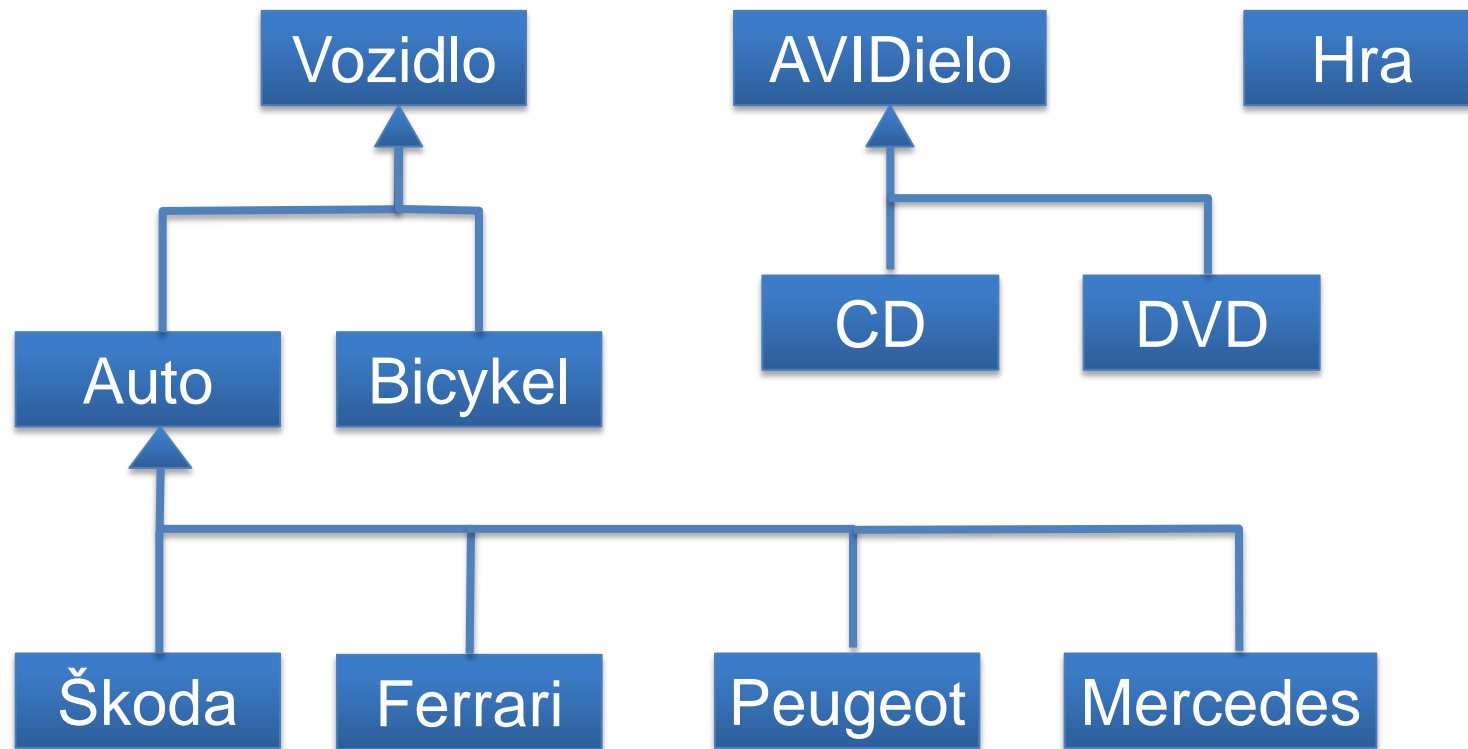 Vozidlo
AVIDielo
Hra
CD
DVD
Auto
Bicykel
Škoda
Ferrari
Peugeot
Mercedes